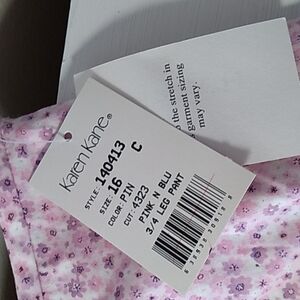 Karen Kane®
STYLE: 140413
SIZE: 16 C
COLOR: PIN
CUT: 4323
PINK MX BLU
3/4 LEG PANT
the stretch in
garment sizing
may vary.